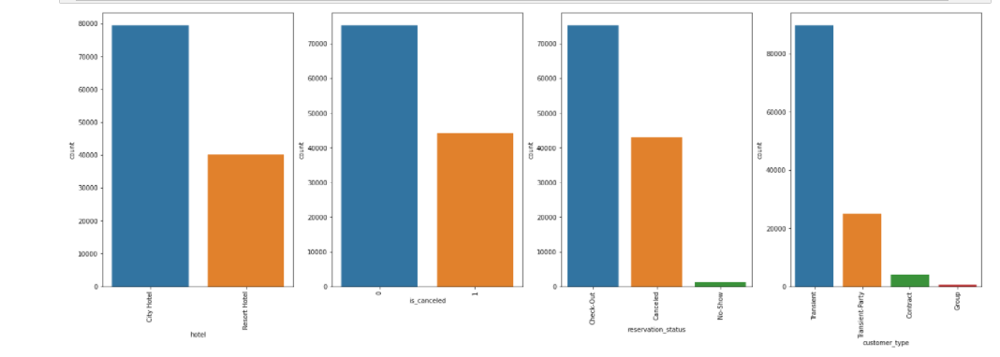 80000
70000
60000
50000
40000
30000
20000
10000
0
count
City Hotel
Resort Hotel
hotel
70000
60000
50000
40000
30000
20000
10000
0
count
0
1
is_canceled
70000
60000
50000
40000
30000
20000
10000
0
count
Check-Out
Canceled
No-Show
reservation_status
80000
60000
40000
20000
0
count
Transient
Transient-Party
Contract
Group
customer_type